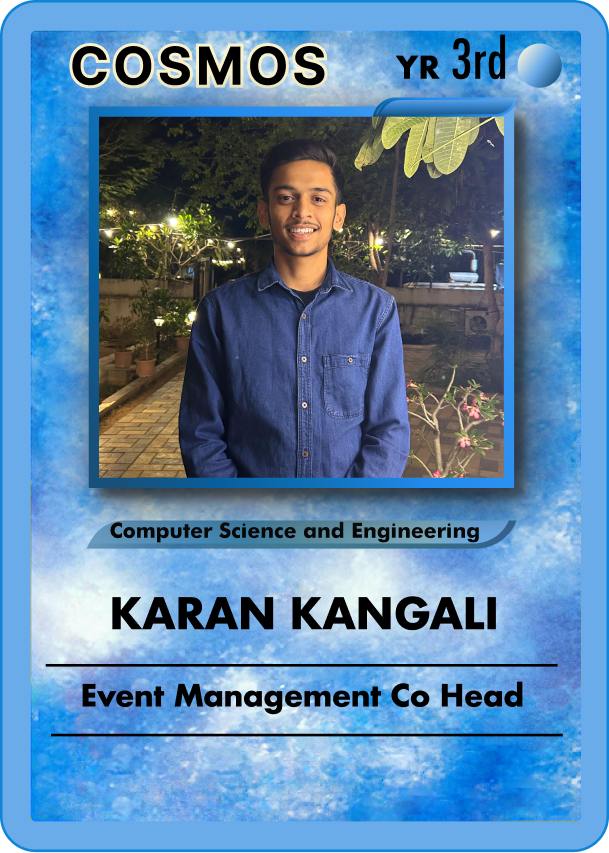 COSMOS YR 3rd
Computer Science and Engineering
KARAN KANGALI
Event Management Co Head